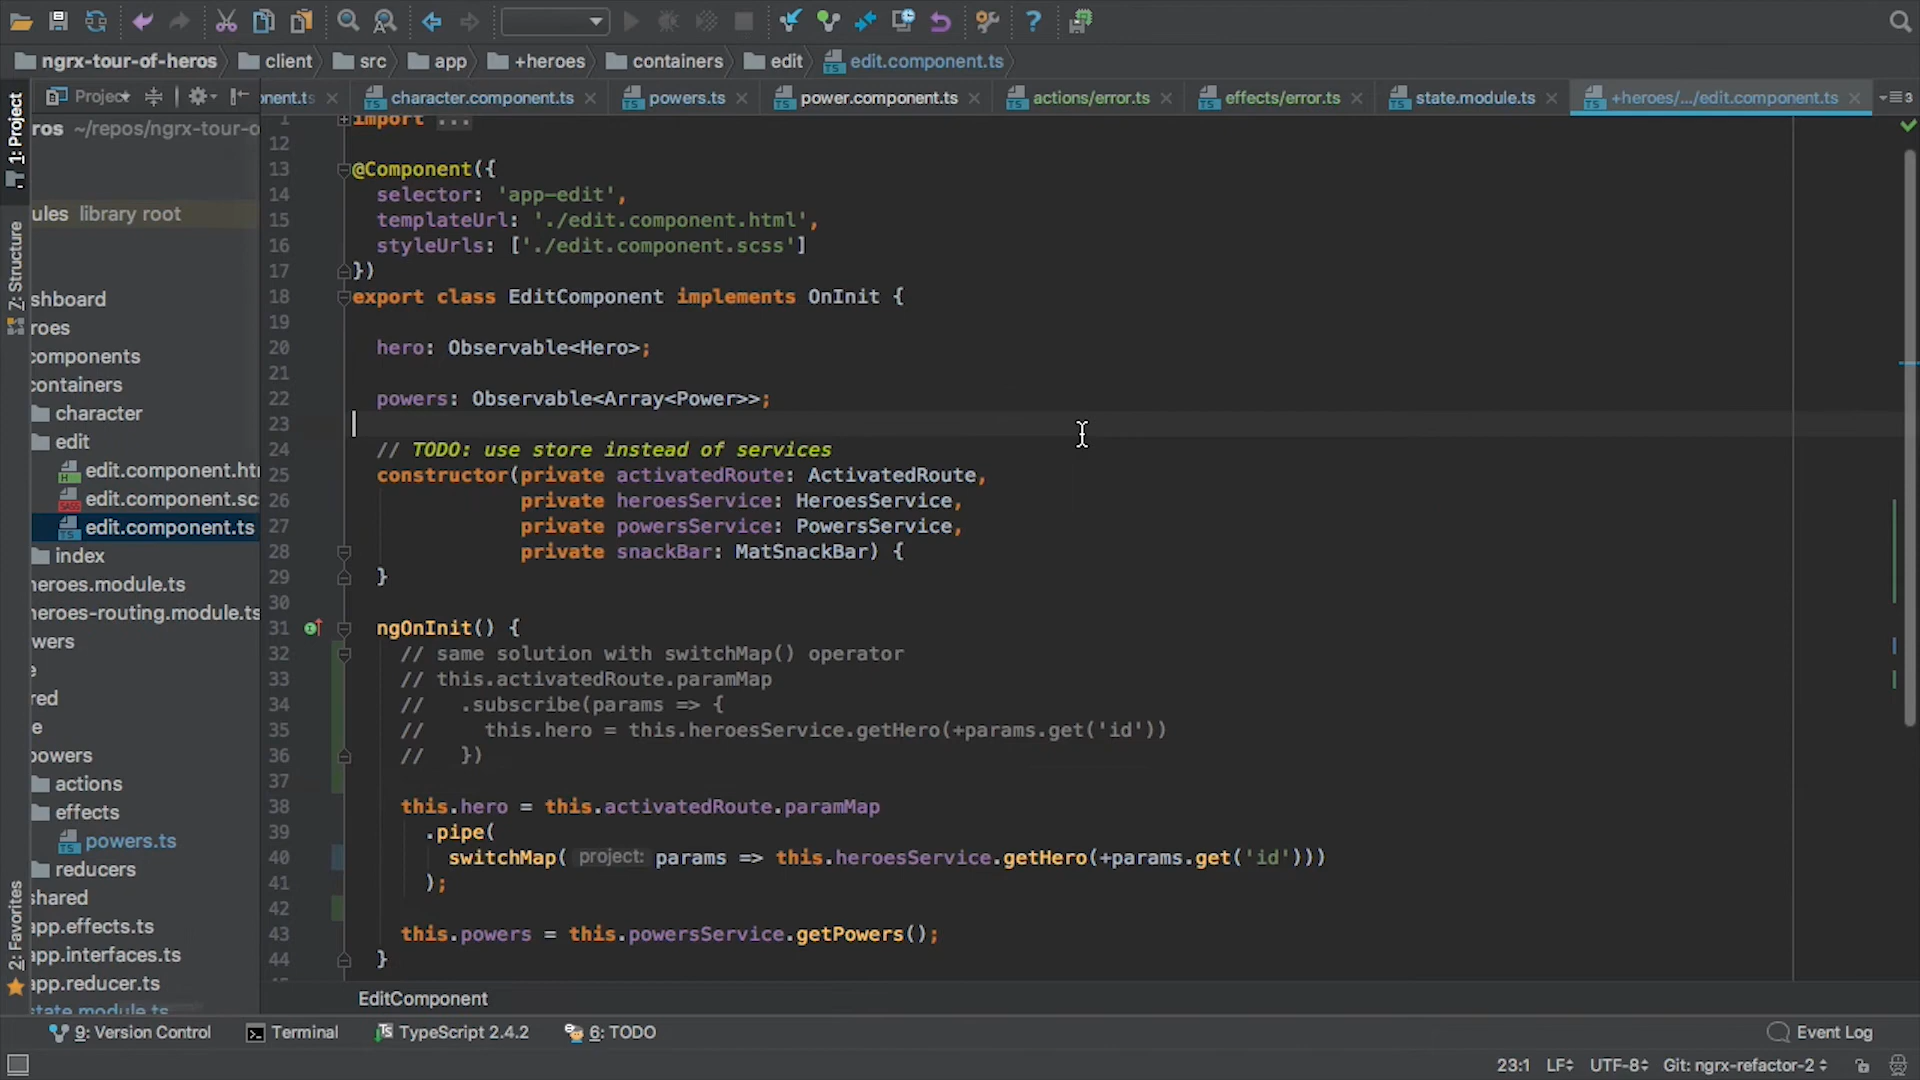 ngrx-tour-of-heros client src app +heroes containers edit edit.component.ts
1: Project
Project
onent.ts character.component.ts powers.ts power.component.ts actions/error.ts effects/error.ts state.module.ts +heroes/.../edit.component.ts 3
ros ~/repos/ngrx-tour-o
ules library root
shboard
roes
components
containers
character
edit
edit.component.htm
edit.component.sc
edit.component.ts
index
heroes.module.ts
heroes-routing.module.ts
wers
e
red
e
powers
actions
effects
powers.ts
reducers
shared
app.effects.ts
app.interfaces.ts
app.reducer.ts
state.module.ts
7: Structure
2: Favorites
1 import ...
12
13 @Component({
14 selector: 'app-edit',
15 templateUrl: './edit.component.html',
16 styleUrls: ['./edit.component.scss']
17 })
18 export class EditComponent implements OnInit {
19
20 hero: Observable<Hero>;
21
22 powers: Observable<Array<Power>>;
23
24 // TODO: use store instead of services
25 constructor(private activatedRoute: ActivatedRoute,
26 private heroesService: HeroesService,
27 private powersService: PowersService,
28 private snackBar: MatSnackBar) {
29 }
30
31 ngOnInit() {
32 // same solution with switchMap() operator
33 // this.activatedRoute.paramMap
34 // .subscribe(params => {
35 // this.hero = this.heroesService.getHero(+params.get('id'))
36 // })
37
38 this.hero = this.activatedRoute.paramMap
39 .pipe(
40 switchMap( project: params => this.heroesService.getHero(+params.get('id')))
41 );
42
43 this.powers = this.powersService.getPowers();
44 }
EditComponent
9: Version Control Terminal TypeScript 2.4.2 6: TODO Event Log
23:1 LF UTF-8 Git: ngrx-refactor-2